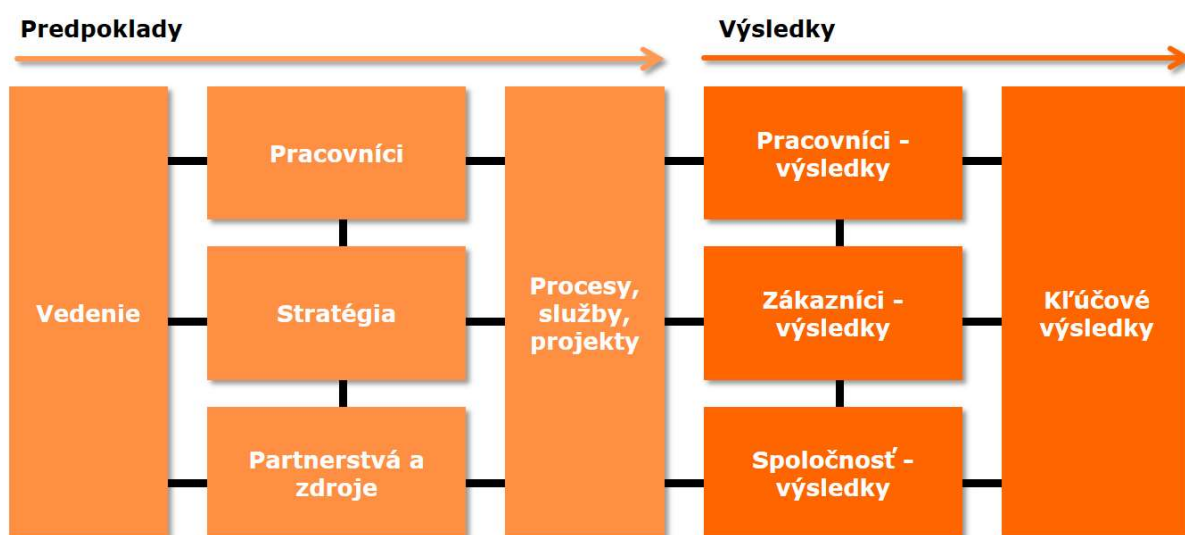 Predpoklady
Výsledky
Vedenie
Pracovníci
Stratégia
Partnerstvá a
zdroje
Procesy,
služby,
projekty
Pracovníci –
výsledky
Zákazníci –
výsledky
Spoločnosť –
výsledky
Kľúčové
výsledky